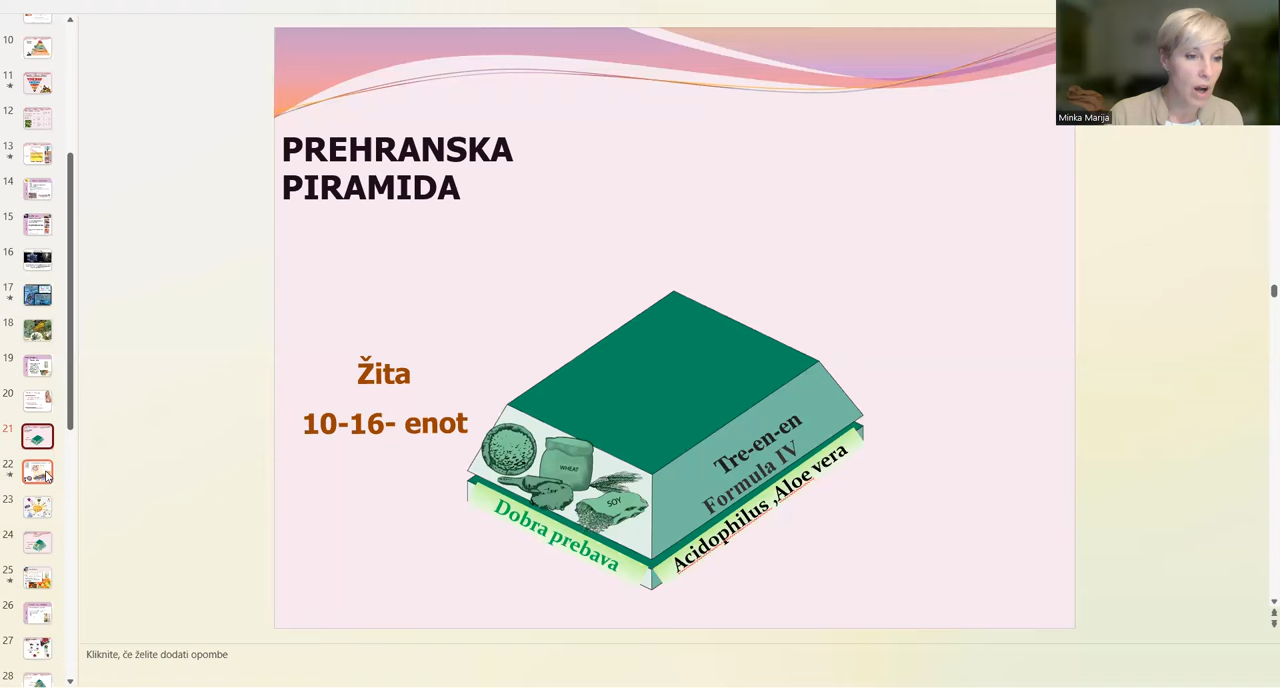 10
11
12
13
14
15
16
17
18
19
20
21
22
23
24
25
26
27
28
Minka Marija
PREHRANSKA
PIRAMIDA
Žita
10-16- enot
WHEAT
SOY
Tre-en-en
Formula IV
Dobra prebava
Acidophilus ,Aloe vera
Kliknite, če želite dodati opombe